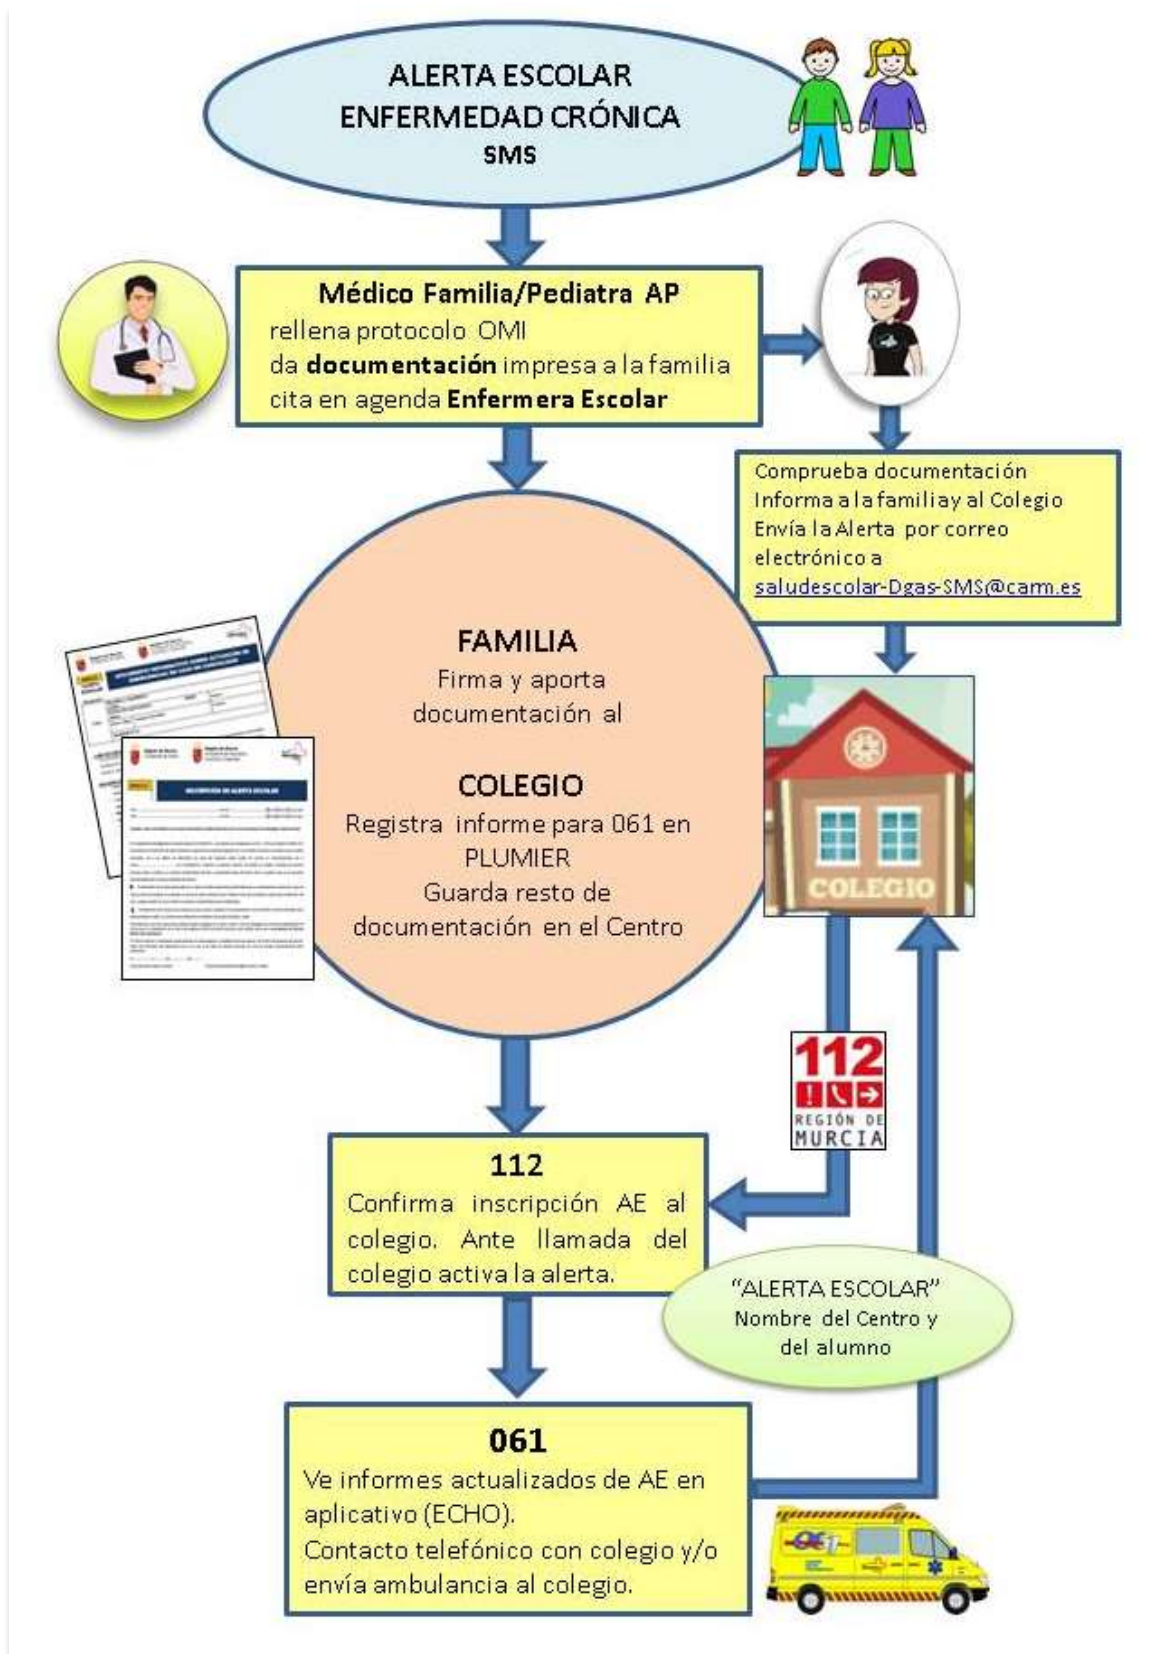 ALERTA ESCOLAR
ENFERMEDAD CRÓNICA
SMS
Médico Familia/Pediatra AP
rellena protocolo OMI
da documentación impresa a la familia
cita en agenda Enfermera Escolar
Comprueba documentación
Informa a la familia y al Colegio
Envía la Alerta por correo
electrónico a
saludescolar-Dgas-SMS@carm.es
FAMILIA
Firma y aporta
documentación al
COLEGIO
Registra informe para 061 en
PLUMIER
Guarda resto de
documentación en el Centro
INSCRIPCIÓN EN ALERTA ESCOLAR
COLEGIO
112
REGIÓN DE
MURCIA
112
Confirma inscripción AE al
colegio. Ante llamada del
colegio activa la alerta.
“ALERTA ESCOLAR”
Nombre del Centro y
del alumno
061
Ve informes actualizados de AE en
aplicativo (ECHO).
Contacto telefónico con colegio y/o
envía ambulancia al colegio.
061